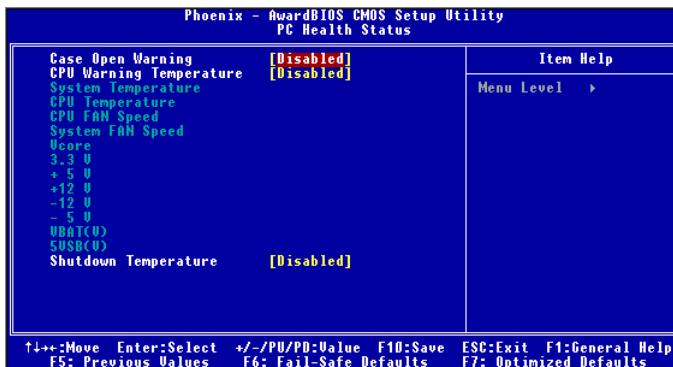 Phoenix - AwardBIOS CMOS Setup Utility
PC Health Status
Case Open Warning [Disabled]
CPU Warning Temperature [Disabled]
System Temperature
CPU Temperature
CPU FAN Speed
System FAN Speed
Vcore
3.3 V
+ 5 V
+12 V
-12 V
- 5 V
VBAT(V)
5VSB(V)
Shutdown Temperature [Disabled]
Item Help
Menu Level ▸
↑↓→←:Move Enter:Select +/-/PU/PD:Value F10:Save ESC:Exit F1:General Help
F5: Previous Values F6: Fail-Safe Defaults F7: Optimized Defaults